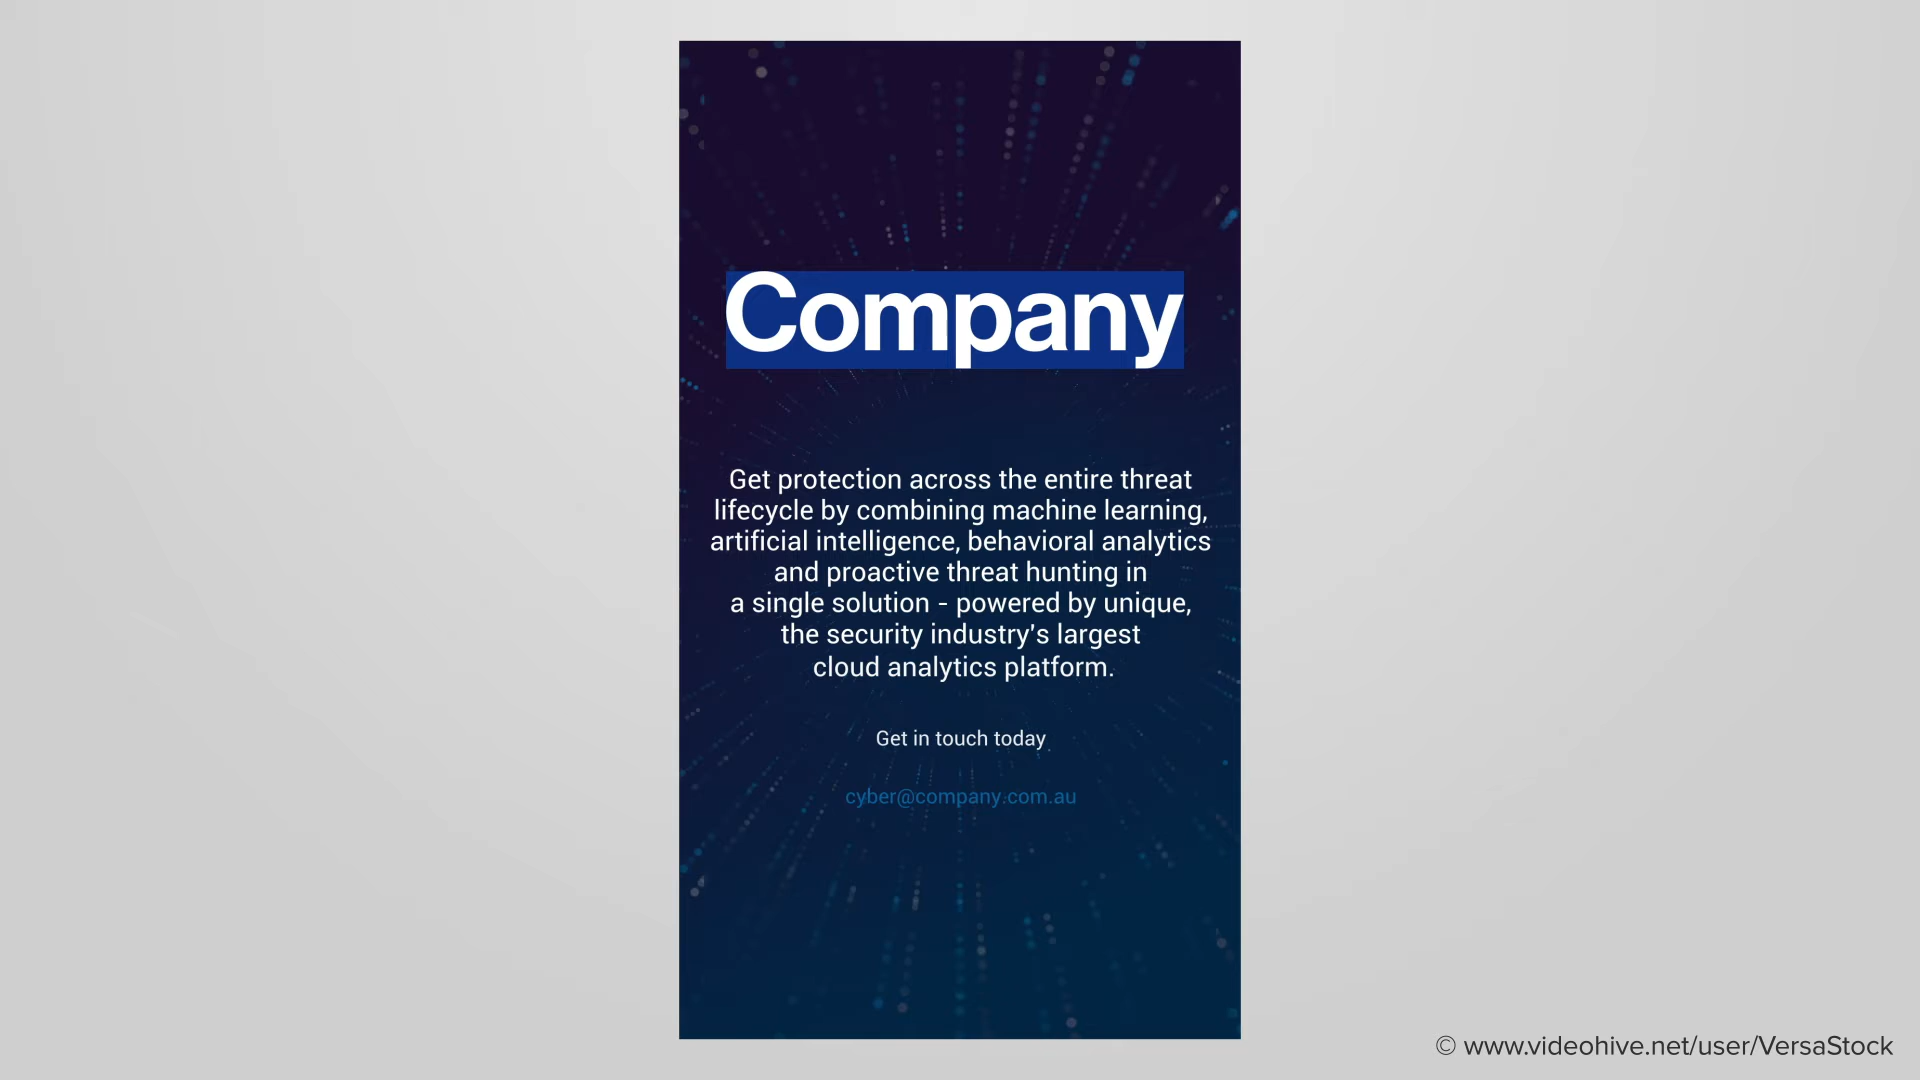 Company
Get protection across the entire threat
lifecycle by combining machine learning,
artificial intelligence, behavioral analytics
and proactive threat hunting in
a single solution - powered by unique,
the security industry's largest
cloud analytics platform.
Get in touch today
cyber@company.com.au
© www.videohive.net/user/VersaStock